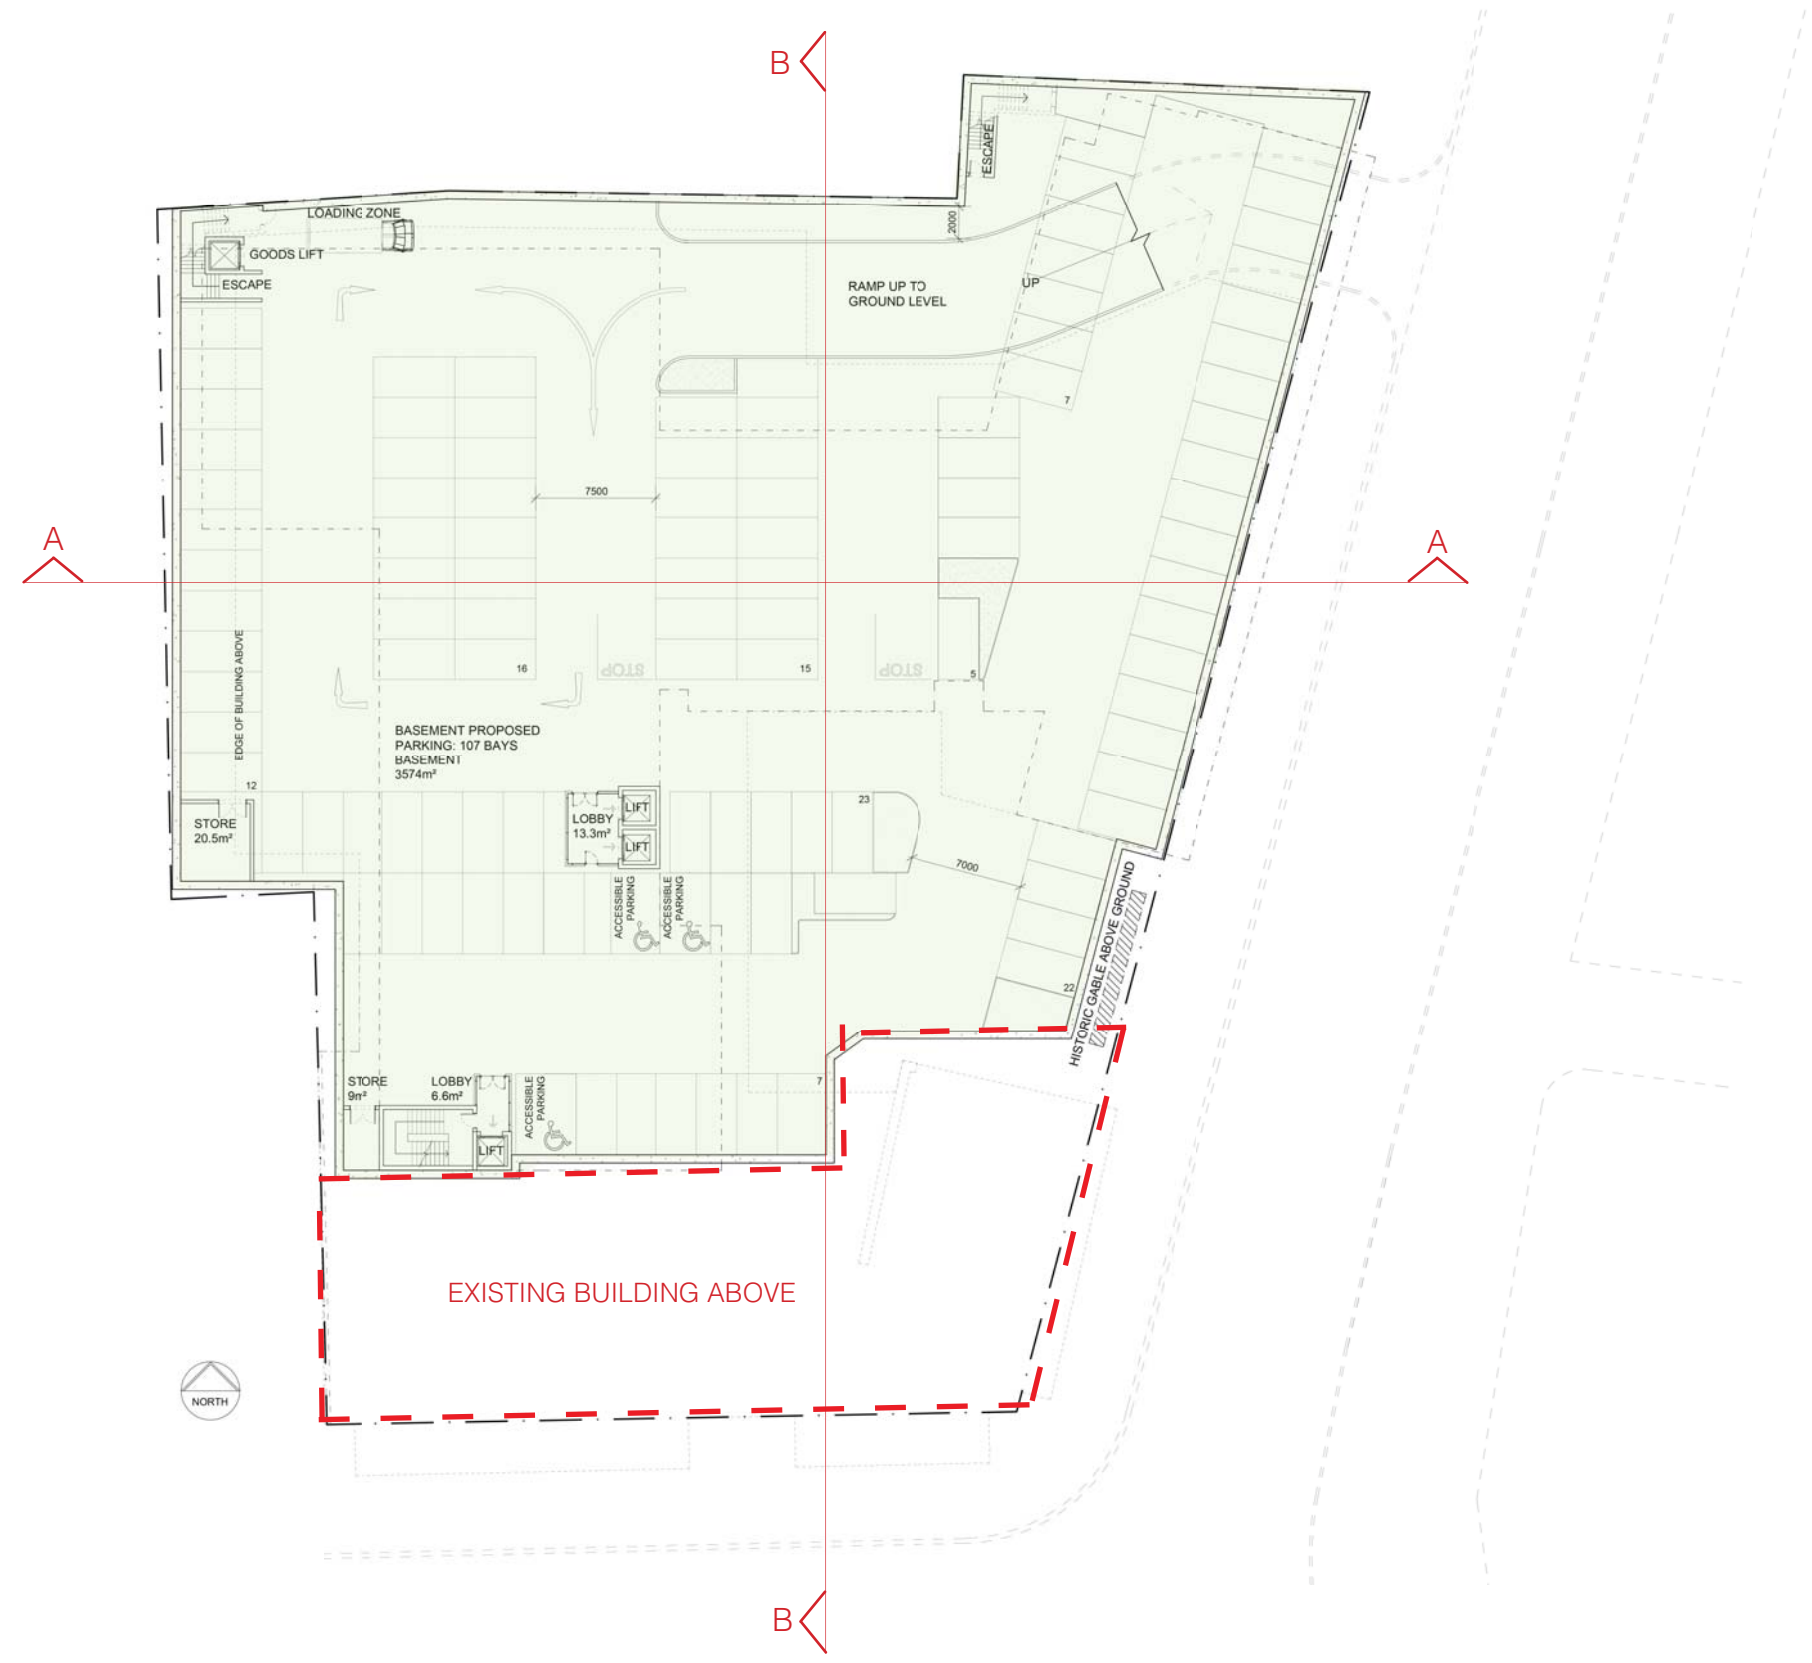 B
ESCAPE
LOADING ZONE
2000
GOODS LIFT
ESCAPE
RAMP UP TO
GROUND LEVEL
UP
7
7500
A
A
EDGE OF BUILDING ABOVE
16
STOP
15
STOP
5
BASEMENT PROPOSED
PARKING: 107 BAYS
BASEMENT
3574m²
12
STORE
20.5m²
LOBBY
13.3m²
LIFT
LIFT
23
7000
ACCESSIBLE
PARKING
ACCESSIBLE
PARKING
HISTORIC GABLE ABOVE GROUND
22
STORE
9m²
LOBBY
6.6m²
LIFT
ACCESSIBLE
PARKING
7
EXISTING BUILDING ABOVE
NORTH
B